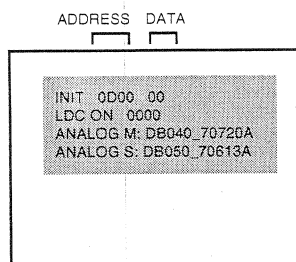 ADDRESS DATA
INIT 0D00 00
LDC ON 0000
ANALOG M: DB040_70720A
ANALOG S: DB050_70613A